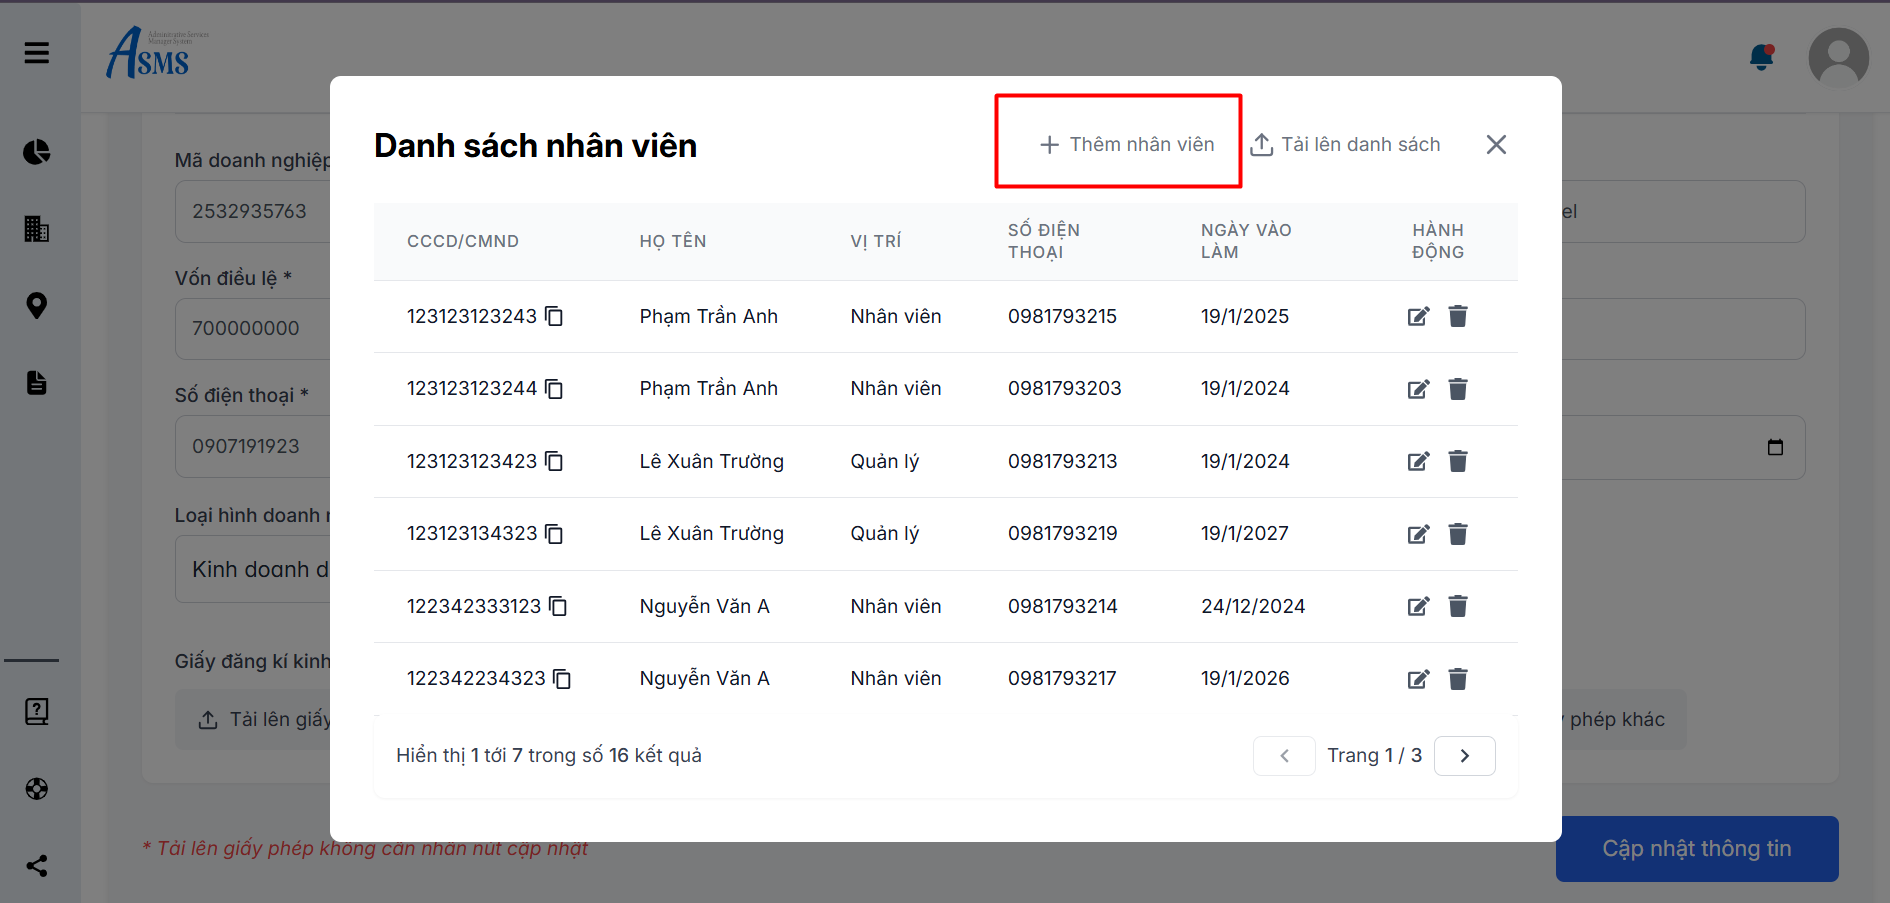 Administrative Services
Manager System
ASMS
Danh sách nhân viên
Thêm nhân viên
Tải lên danh sách
Mã doanh nghiệp
2532935763
el
Vốn điều lệ *
700000000
Số điện thoại *
0907191923
Loại hình doanh n
Kinh doanh d
Giấy đăng kí kinh
Tải lên giấy
phép khác
CCCD/CMND HỌ TÊN VỊ TRÍ SỐ ĐIỆN THOẠI NGÀY VÀO LÀM HÀNH ĐỘNG
123123123243 Phạm Trần Anh Nhân viên 0981793215 19/1/2025
123123123244 Phạm Trần Anh Nhân viên 0981793203 19/1/2024
123123123423 Lê Xuân Trường Quản lý 0981793213 19/1/2024
123123134323 Lê Xuân Trường Quản lý 0981793219 19/1/2027
122342333123 Nguyễn Văn A Nhân viên 0981793214 24/12/2024
122342234323 Nguyễn Văn A Nhân viên 0981793217 19/1/2026
Hiển thị 1 tới 7 trong số 16 kết quả
Trang 1 / 3
* Tải lên giấy phép không cần nhấn nút cập nhật
Cập nhật thông tin